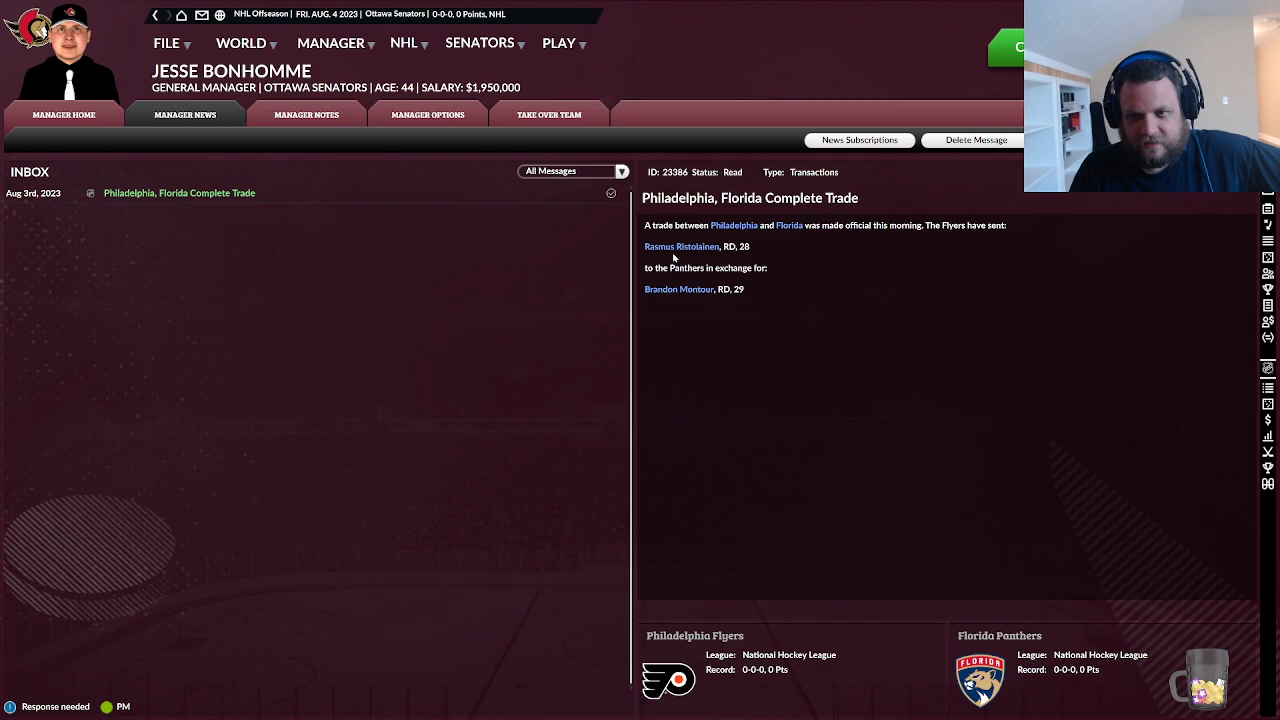 NHL Offseason | FRI. AUG. 4 2023 | Ottawa Senators | 0-0-0, 0 Points, NHL
FILE WORLD MANAGER NHL SENATORS PLAY
C
JESSE BONHOMME
GENERAL MANAGER | OTTAWA SENATORS | AGE: 44 | SALARY: $1,950,000
MANAGER HOME MANAGER NEWS MANAGER NOTES MANAGER OPTIONS TAKE OVER TEAM
News Subscriptions Delete Message
INBOX All Messages
Aug 3rd, 2023 Philadelphia, Florida Complete Trade
ID: 23386 Status: Read Type: Transactions
Philadelphia, Florida Complete Trade
A trade between Philadelphia and Florida was made official this morning. The Flyers have sent:
Rasmus Ristolainen, RD, 28
to the Panthers in exchange for:
Brandon Montour, RD, 29
Philadelphia Flyers
League: National Hockey League
Record: 0-0-0, 0 Pts
Florida Panthers
FLORIDA
League: National Hockey League
Record: 0-0-0, 0 Pts
Response needed PM